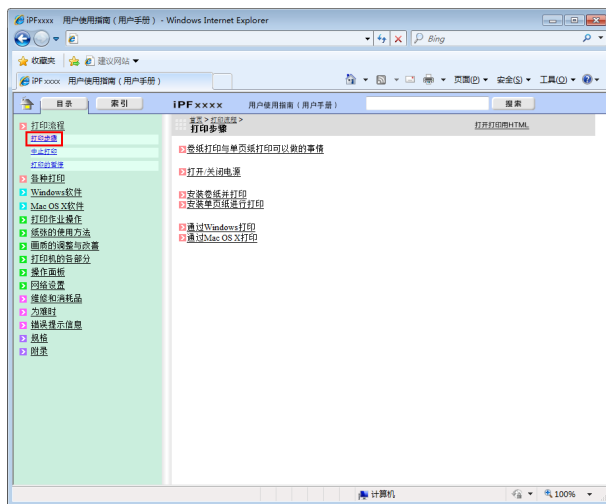 iPFxxxx 用户使用指南（用户手册） - Windows Internet Explorer
Bing
收藏夹 建议网站
iPF xxxx 用户使用指南（用户手册）
页面(P) 安全(S) 工具(O)
目录 索引 iPFxxxx 用户使用指南（用户手册） 搜索
首页 > 打印流程 >
打印步骤
打开打印用HTML
打印流程
打印步骤
中止打印
打印的暂停
各种打印
Windows软件
Mac OS X软件
打印作业操作
纸张的使用方法
画质的调整与改善
打印机的各部分
操作面板
网络设置
维修和消耗品
为难时
错误提示信息
规格
附录
卷纸打印与单页纸打印可以做的事情
打开/关闭电源
安装卷纸并打印
安装单页纸进行打印
通过Windows打印
通过Mac OS X打印
计算机 100%